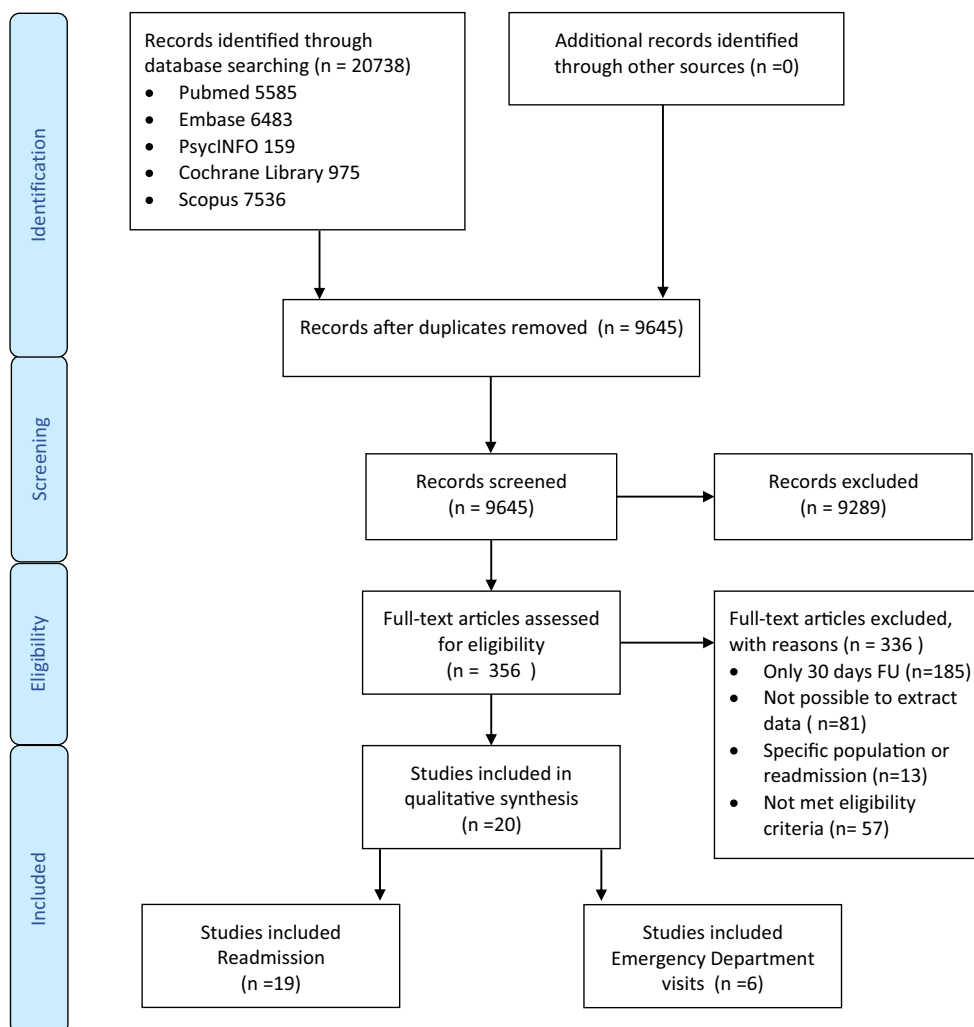 Identification
Records identified through
database searching (n = 20738)
• Pubmed 5585
• Embase 6483
• PsycINFO 159
• Cochrane Library 975
• Scopus 7536
Additional records identified
through other sources (n =0)
Records after duplicates removed (n = 9645)
Screening
Records screened
(n = 9645)
Records excluded
(n = 9289)
Eligibility
Full-text articles assessed
for eligibility
(n = 356 )
Full-text articles excluded,
with reasons (n = 336 )
• Only 30 days FU (n=185)
• Not possible to extract
data ( n=81)
• Specific population or
readmission (n=13)
• Not met eligibility
criteria (n= 57)
Included
Studies included in
qualitative synthesis
(n =20)
Studies included
Readmission
(n =19)
Studies included
Emergency Department
visits (n =6)